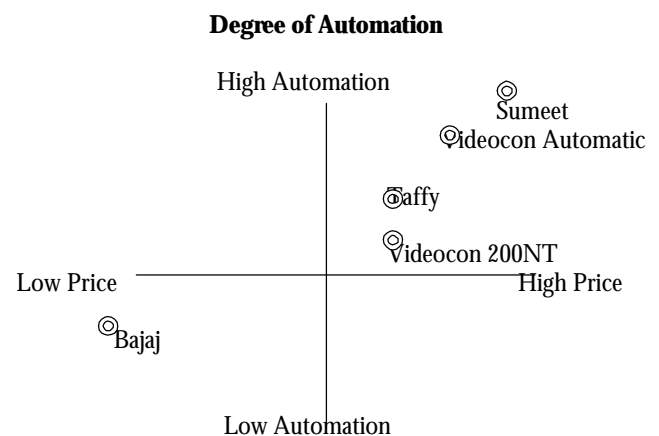 Degree of Automation
High Automation
Sumeet
Videocon Automatic
Taffy
Videocon 200NT
Low Price
High Price
Bajaj
Low Automation